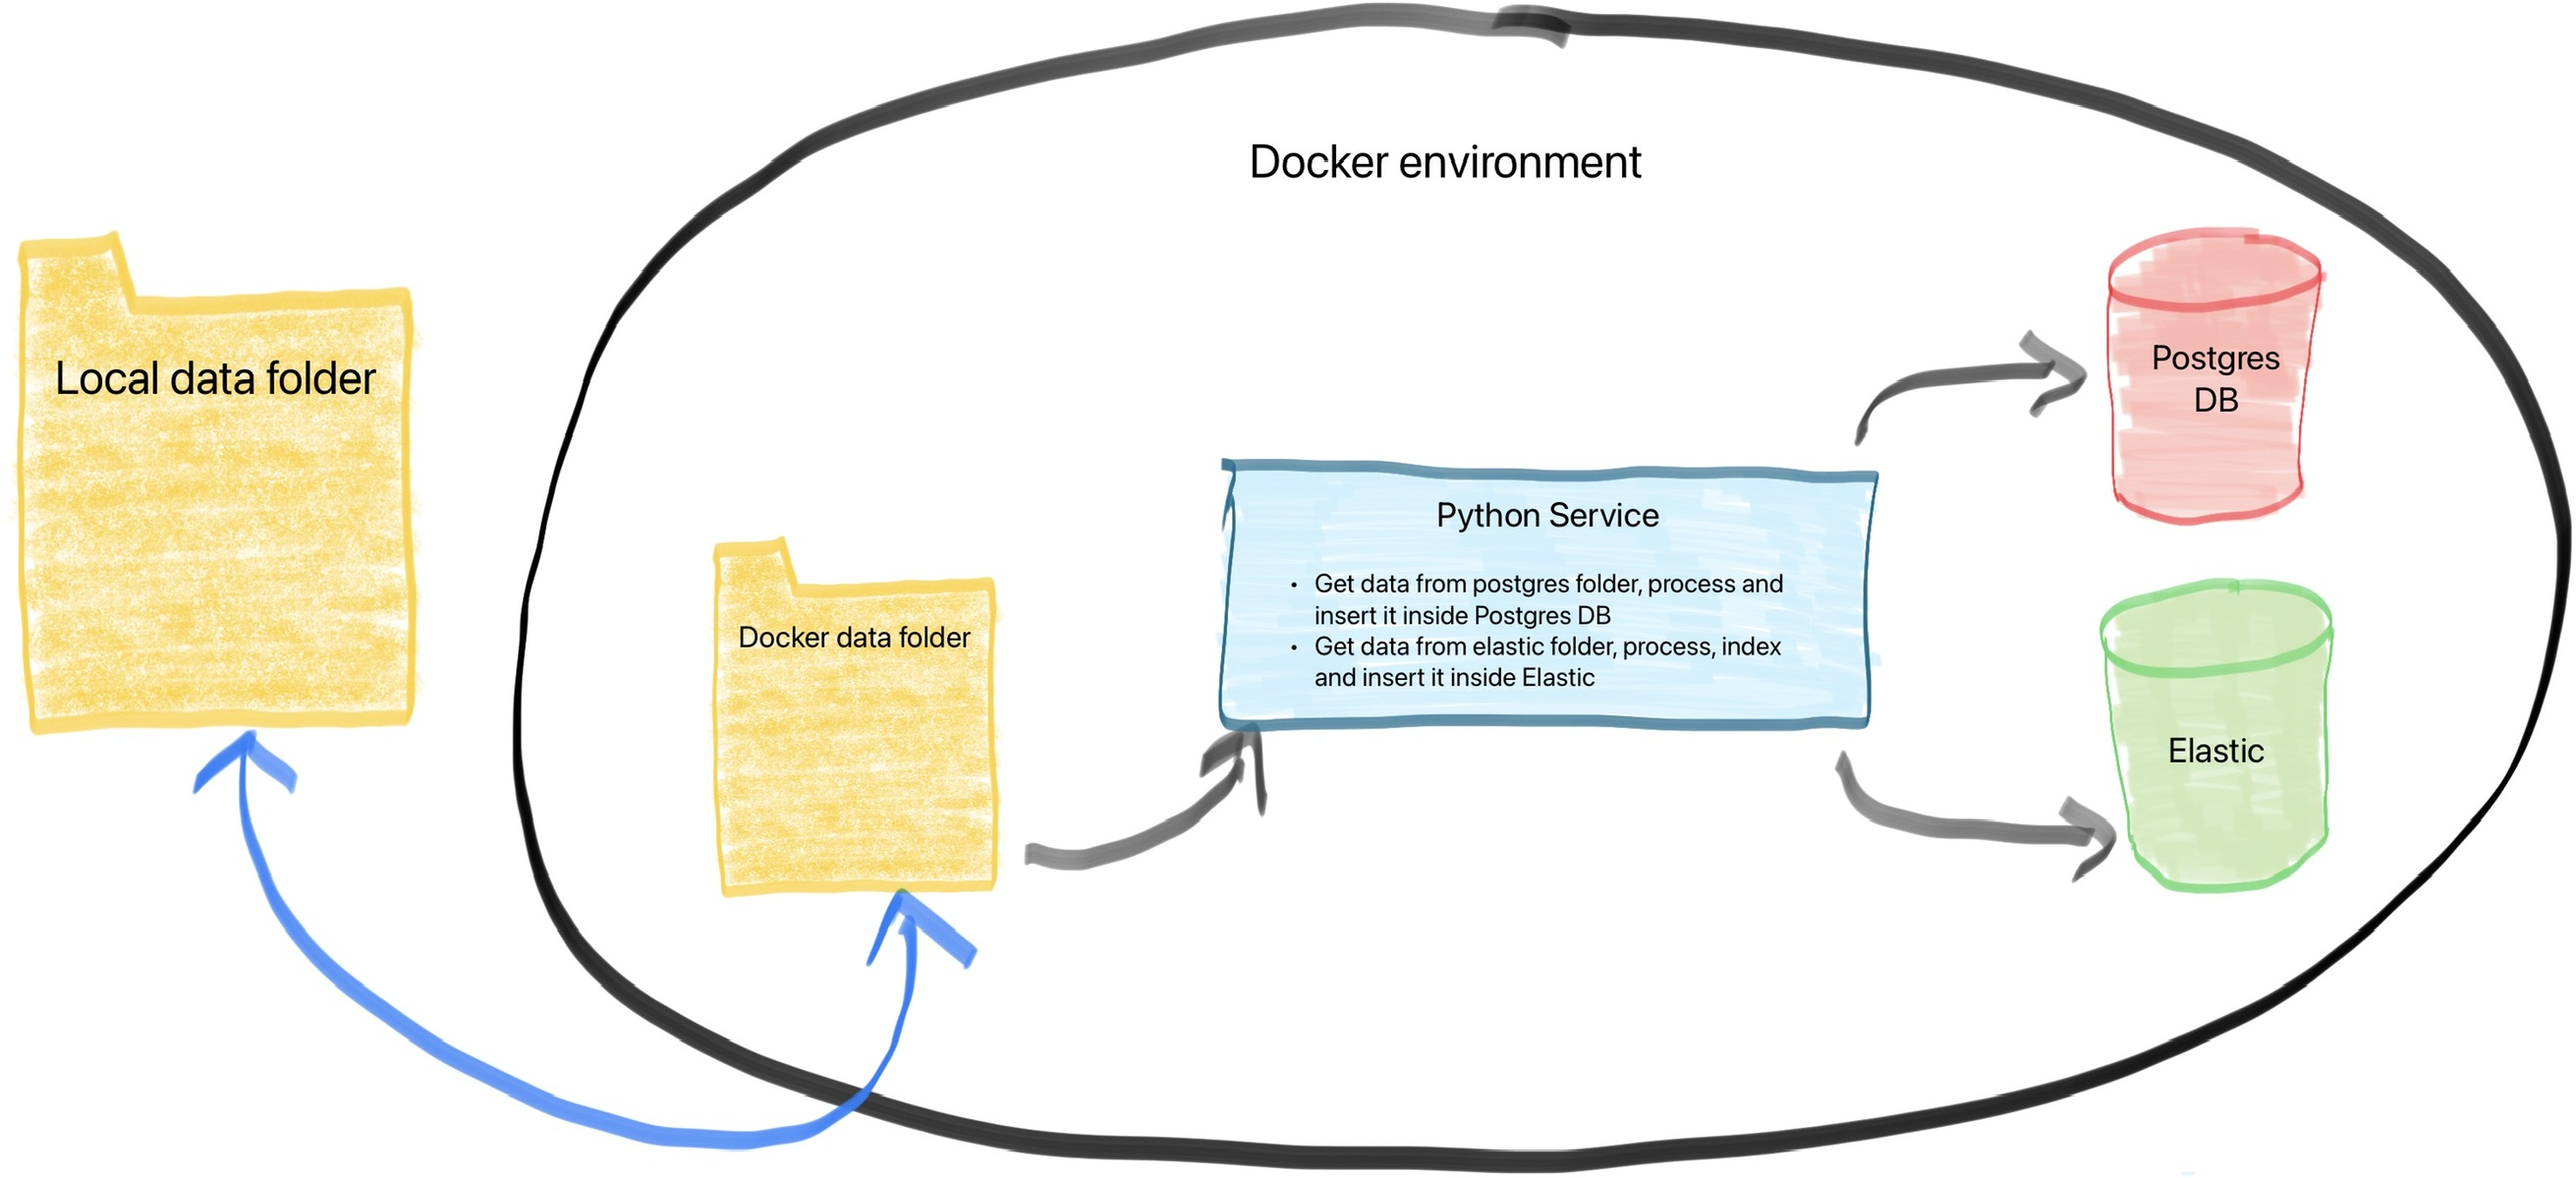 Docker environment
Local data folder
Postgres
DB
Python Service
• Get data from postgres folder, process and
insert it inside Postgres DB
• Get data from elastic folder, process, index
and insert it inside Elastic
Docker data folder
Elastic